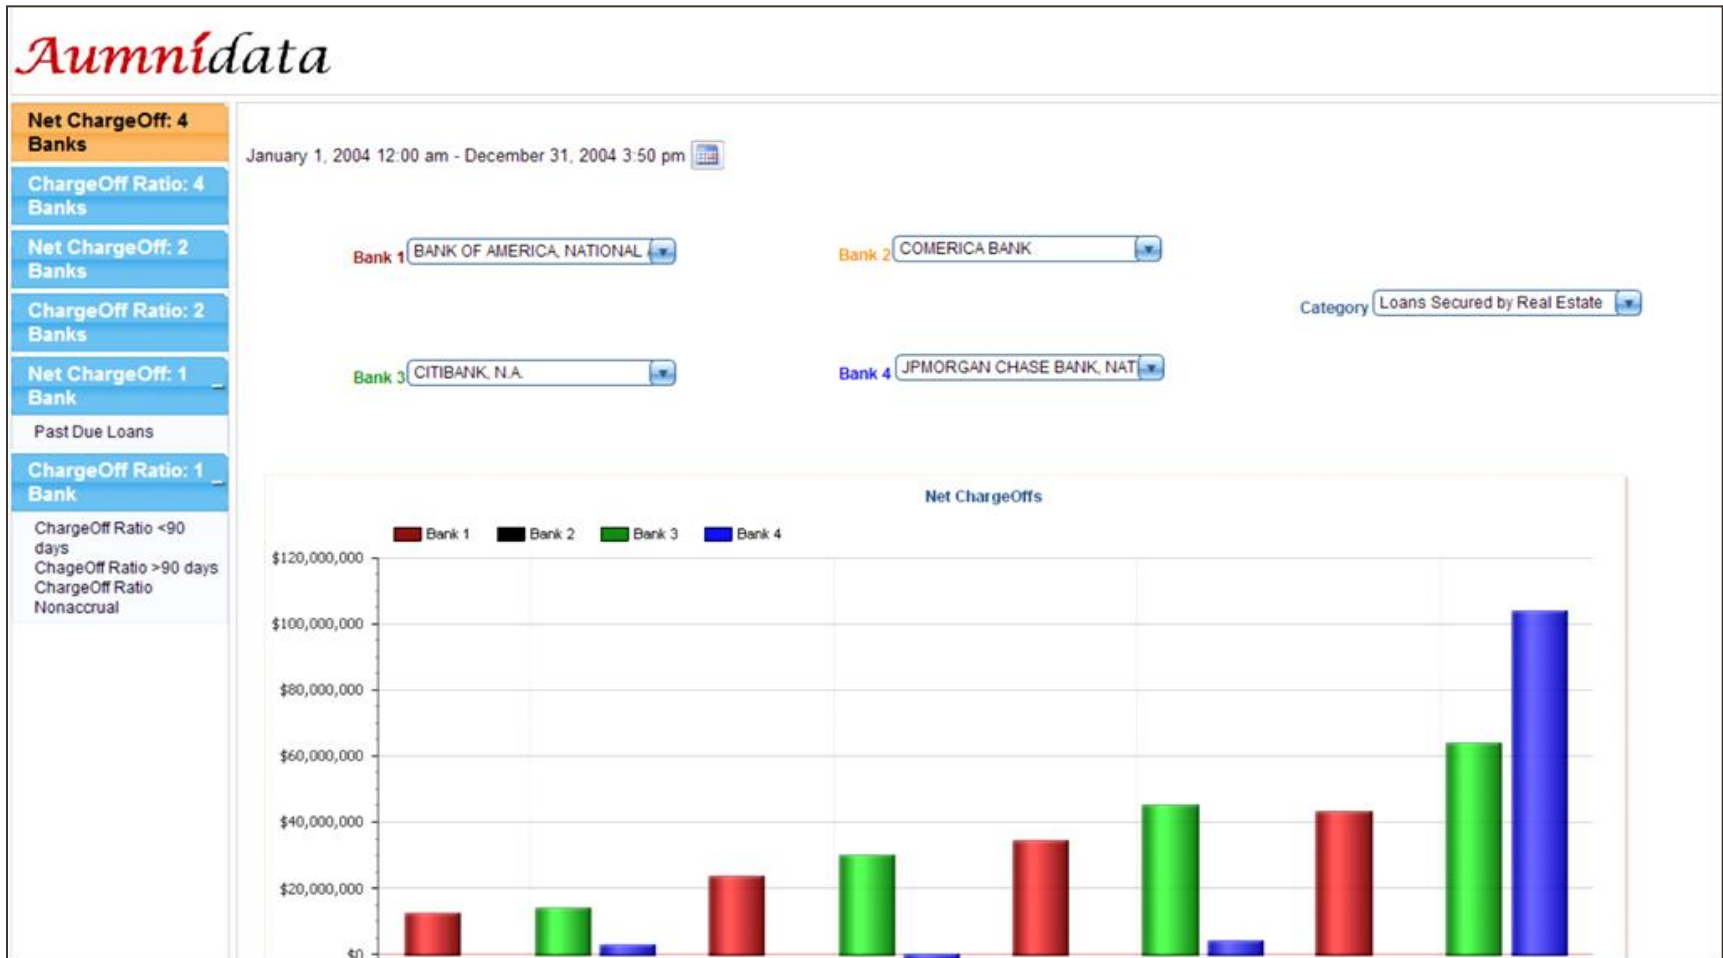 Aumnídata
Net ChargeOff: 4
Banks
ChargeOff Ratio: 4
Banks
Net ChargeOff: 2
Banks
ChargeOff Ratio: 2
Banks
Net ChargeOff: 1
Bank
Past Due Loans
ChargeOff Ratio: 1
Bank
ChargeOff Ratio <90
days
ChageOff Ratio >90 days
ChargeOff Ratio
Nonaccrual
January 1, 2004 12:00 am - December 31, 2004 3:50 pm
Bank 1 BANK OF AMERICA, NATIONAL
Bank 2 COMERICA BANK
Category Loans Secured by Real Estate
Bank 3 CITIBANK, N.A.
Bank 4 JPMORGAN CHASE BANK, NAT
Net ChargeOffs
Bank 1 Bank 2 Bank 3 Bank 4
$120,000,000
$100,000,000
$80,000,000
$60,000,000
$40,000,000
$20,000,000
$0